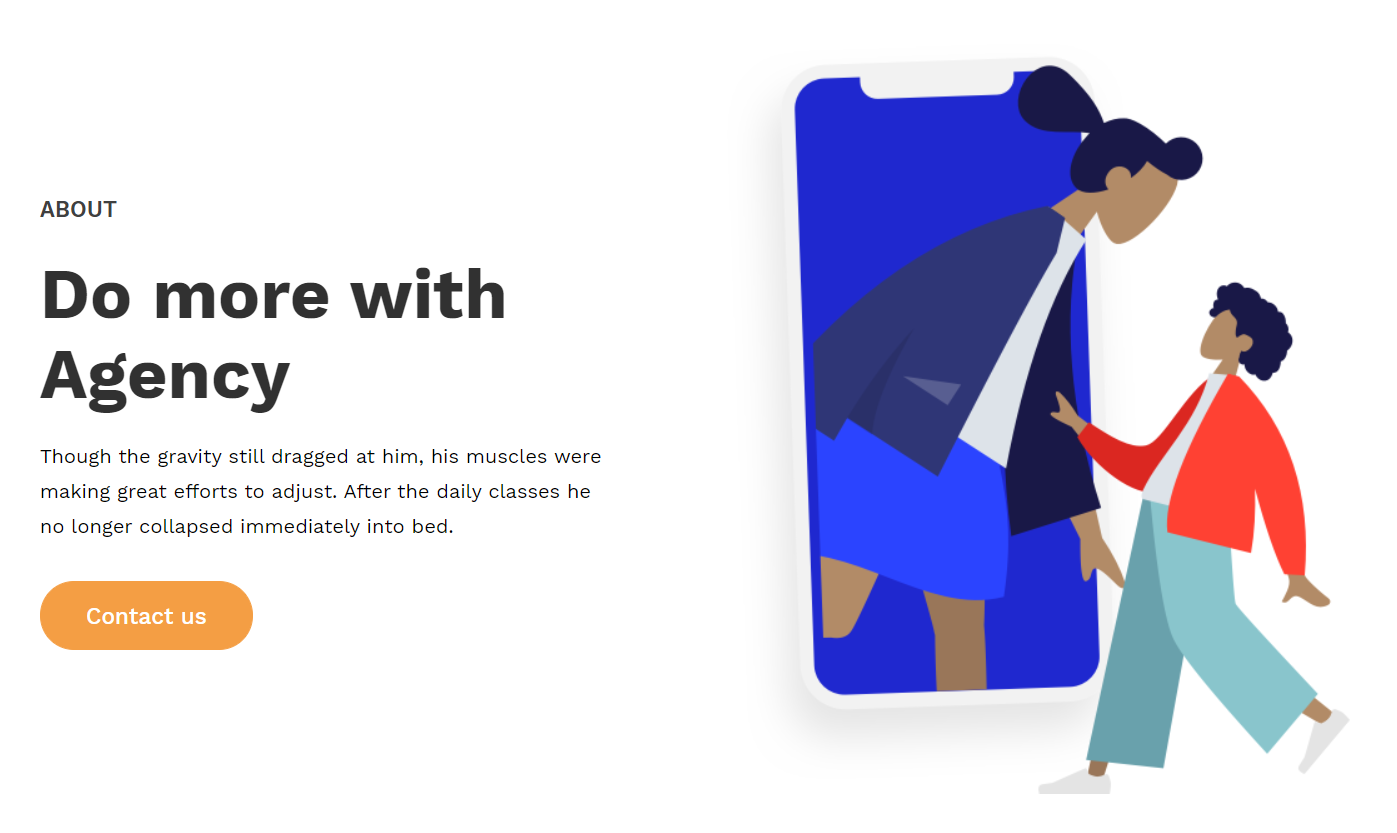 ABOUT
Do more with
Agency
Though the gravity still dragged at him, his muscles were
making great efforts to adjust. After the daily classes he
no longer collapsed immediately into bed.
Contact us